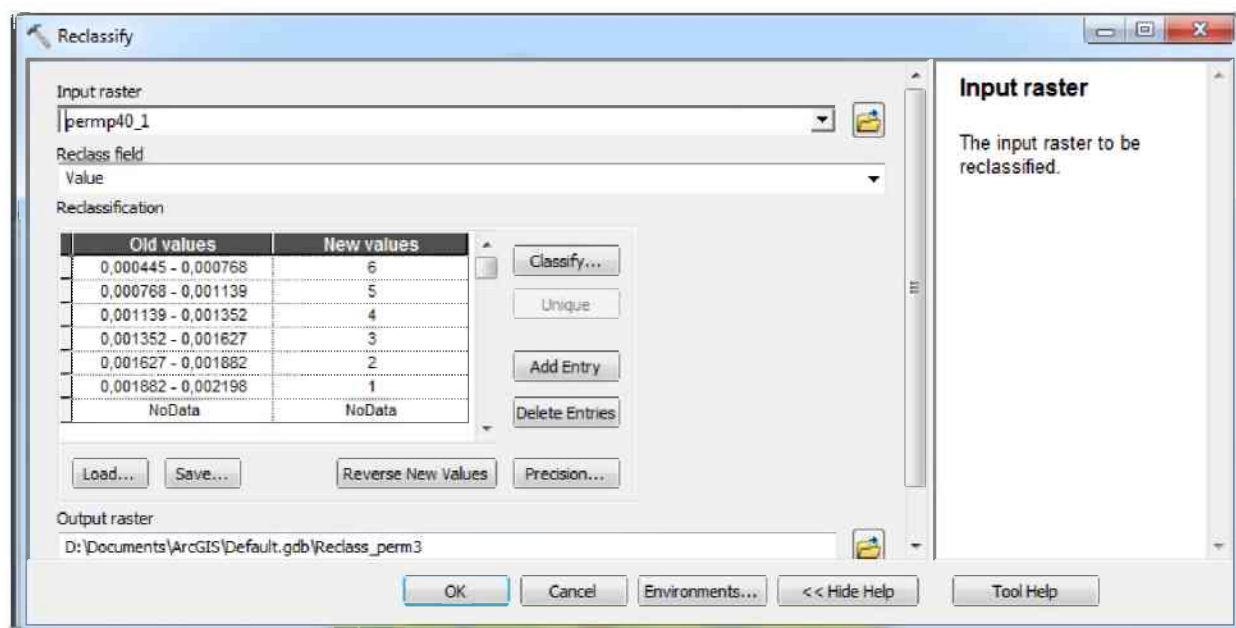 Reclassify
Input raster
permp40_1
Reclass field
Value
Reclassification
Old values New values
0,000445 - 0,000768 6
0,000768 - 0,001139 5
0,001139 - 0,001352 4
0,001352 - 0,001627 3
0,001627 - 0,001882 2
0,001882 - 0,002198 1
NoData NoData
Classify...
Unique
Add Entry
Delete Entries
Load... Save... Reverse New Values Precision...
Output raster
D:\Documents\ArcGIS\Default.gdb\Reclass_perm3
OK Cancel Environments... << Hide Help Tool Help
Input raster
The input raster to be
reclassified.